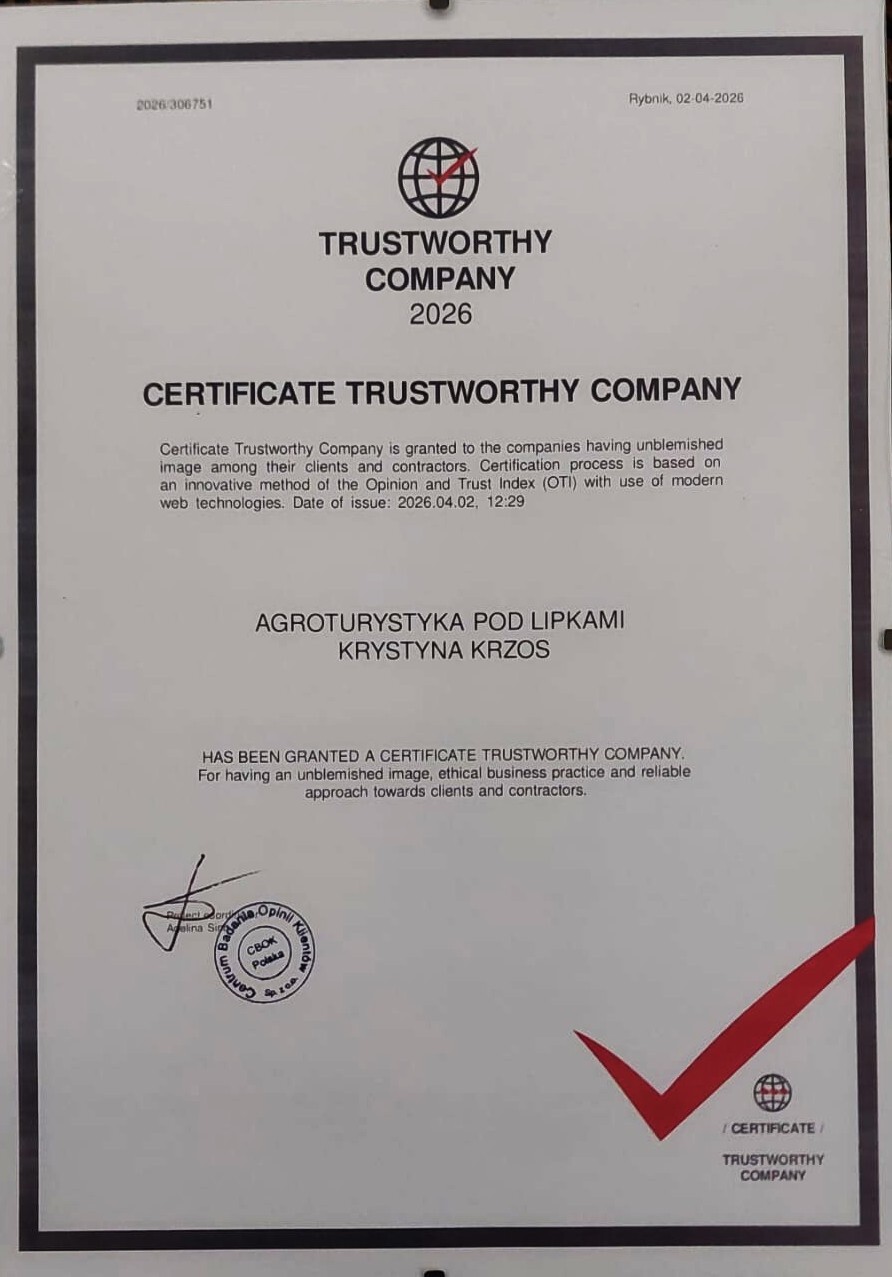 2026/306751
Rybnik, 02-04-2026
TRUSTWORTHY
COMPANY
2026
CERTIFICATE TRUSTWORTHY COMPANY
Certificate Trustworthy Company is granted to the companies having unblemished
image among their clients and contractors. Certification process is based on
an innovative method of the Opinion and Trust Index (OTI) with use of modern
web technologies. Date of issue: 2026.04.02, 12:29
AGROTURYSTYKA POD LIPKAMI
KRYSTYNA KRZOS
HAS BEEN GRANTED A CERTIFICATE TRUSTWORTHY COMPANY.
For having an unblemished image, ethical business practice and reliable
approach towards clients and contractors.
Project
Adelina
Centrum Badania Opinii Klientów
Sp. z o.o.
CBOK
Polska
/ CERTIFICATE /
TRUSTWORTHY
COMPANY